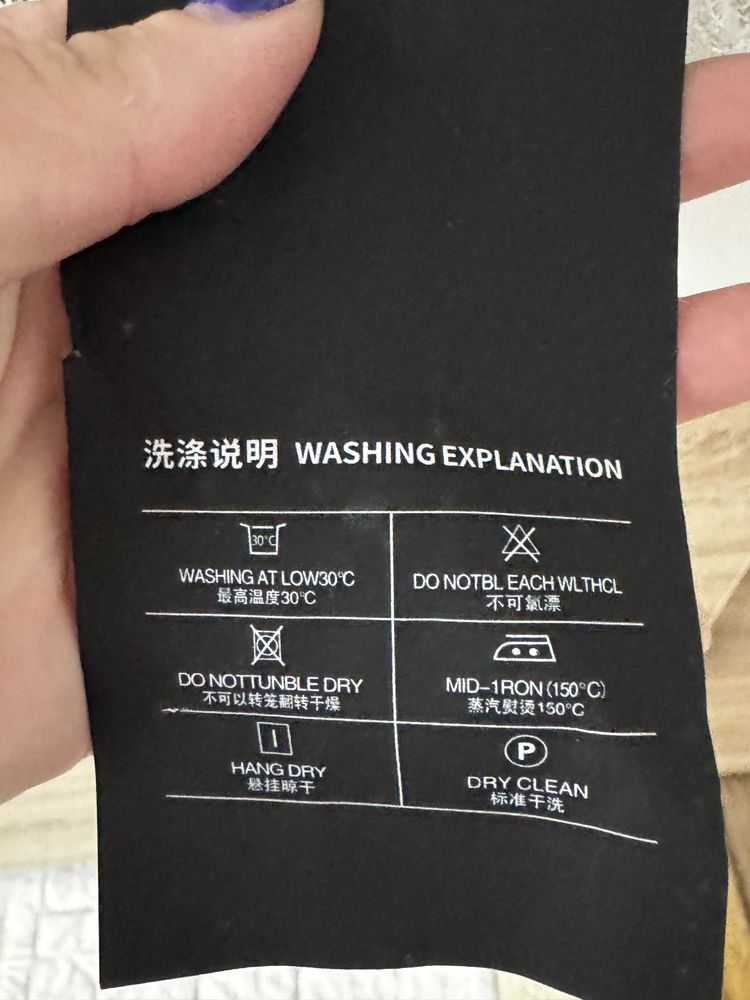 洗涤说明 WASHING EXPLANATION
30°C
WASHING AT LOW30°C
最高温度30°C
DO NOTBL EACH WLTHCL
不可氯漂
DO NOTTUNBLE DRY
不可以转笼翻转干燥
MID-1RON(150°C)
蒸汽熨烫150°C
HANG DRY
悬挂晾干
P
DRY CLEAN
标准干洗